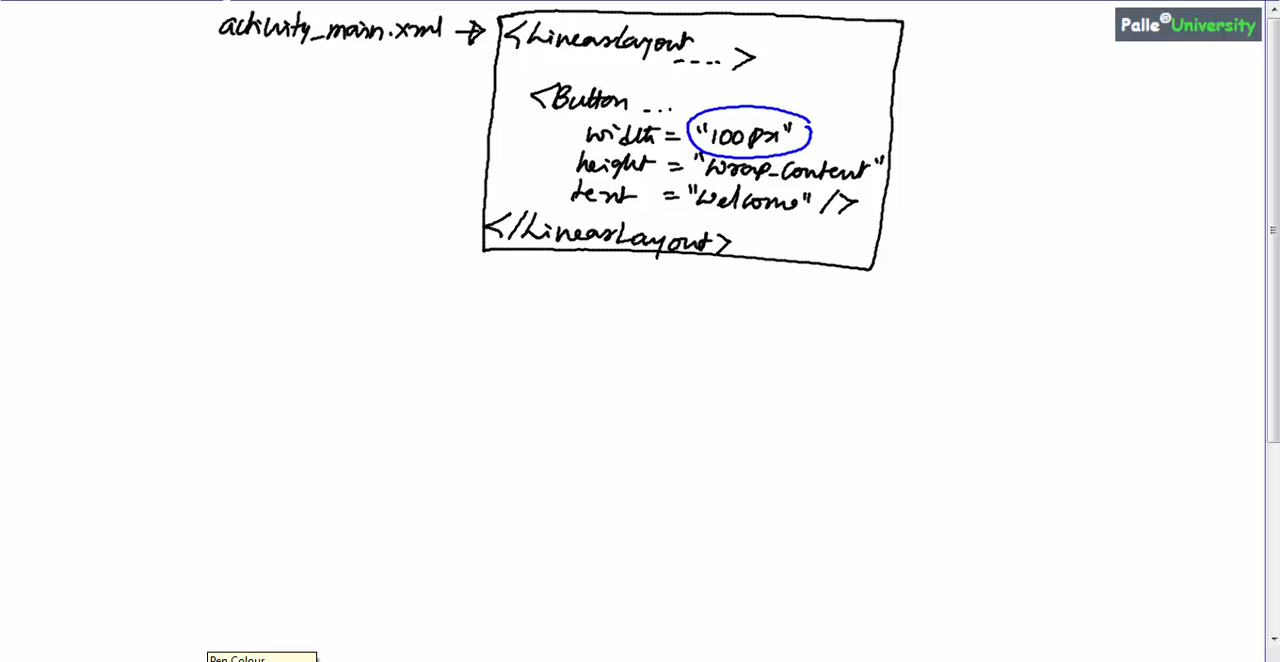 activity_main.xml → <LinearLayout
Palle®University
---- >
<Button ...
width = "100px"
height = "Wrap_Content"
text = "Welcome" />
</LinearLayout>
Pen Colour